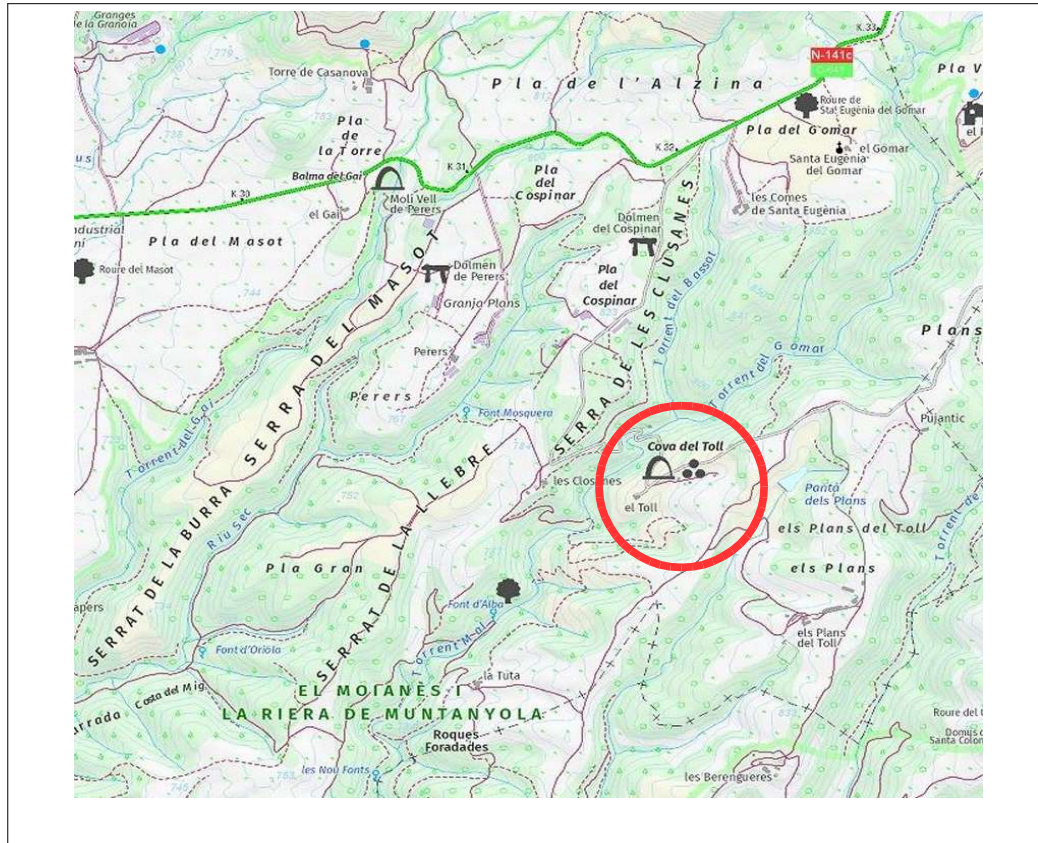 Granges
de la Granoia
K 33
N-141c
Torre de Casanova
Pla de l'Alzina
Pla V
Roure de
Sta. Eugènia del Gomar
Pla
de
la Torre
Pla del Gomar
el Gomar
Santa Eugènia
del Gomar
K 32
K 31
Balma del Gai
Pla
del
Cospinar
K 30
Molí Vell
de Perers
les Comes
de Santa Eugènia
el Gai
Dolmen
del Cospinar
Pla del Masot
Roure del Masot
Dolmen
de Perers
Pla
del
Cospinar
Granja Plans
SERRA DEL MASOT
SERRA DE LES CLUSANES
Torrent del Bassot
Plans
Torrent del Gomar
Perers
Perers
Font Mosquera
Pujantic
Torrent del Gai
Cova del Toll
les Closanes
el Toll
Pantà
dels Plans
els Plans del Toll
Riu Sec
SERRAT DE LA BURRA
SERRAT DE LA LLEBRE
Torrent de
Pla Gran
els Plans
Font d'Alba
Torrent Mal
els Plans
del Toll
Font d'Oriola
la Tuta
Costa del Mig
EL MOIANÈS I
LA RIERA DE MUNTANYOLA
Roques
Foradades
Roure del
Domus
Santa Colom
les Nou Fonts
les Berengueres